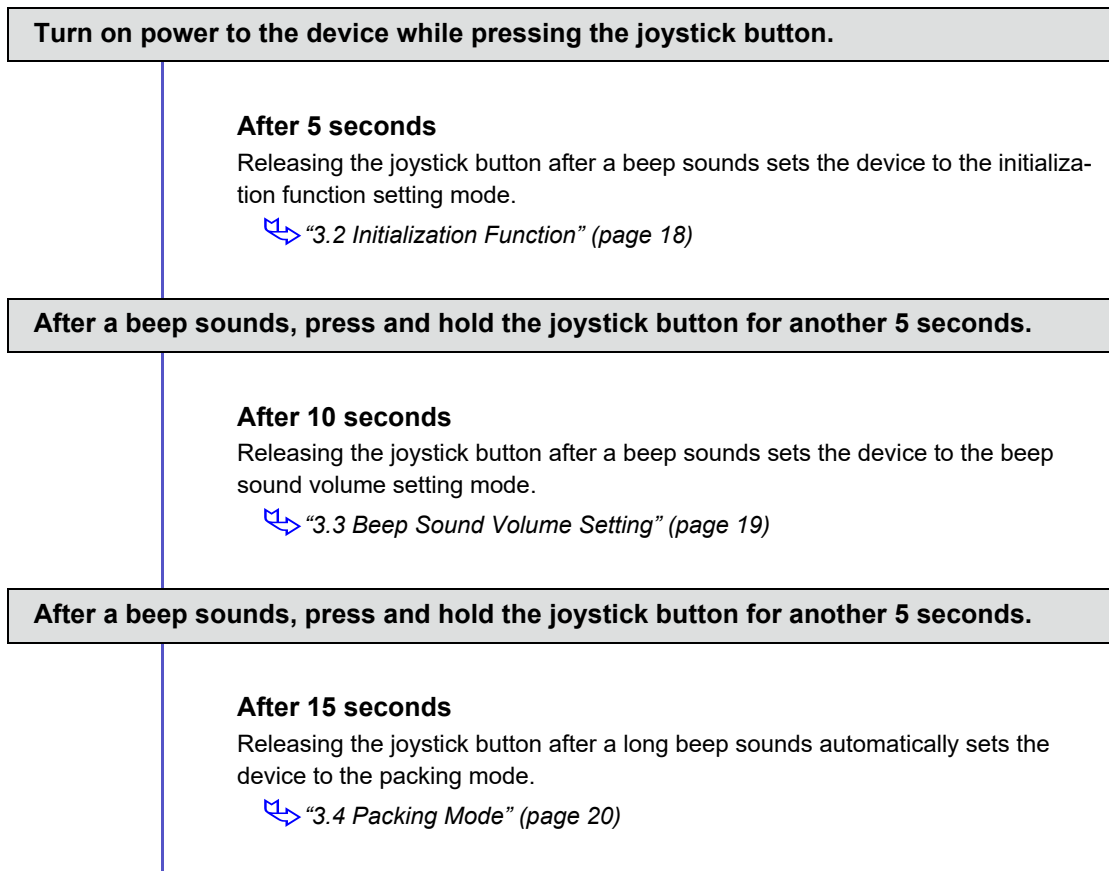 Turn on power to the device while pressing the joystick button.
After 5 seconds
Releasing the joystick button after a beep sounds sets the device to the initializa-
tion function setting mode.
“3.2 Initialization Function” (page 18)
After a beep sounds, press and hold the joystick button for another 5 seconds.
After 10 seconds
Releasing the joystick button after a beep sounds sets the device to the beep
sound volume setting mode.
“3.3 Beep Sound Volume Setting” (page 19)
After a beep sounds, press and hold the joystick button for another 5 seconds.
After 15 seconds
Releasing the joystick button after a long beep sounds automatically sets the
device to the packing mode.
“3.4 Packing Mode” (page 20)